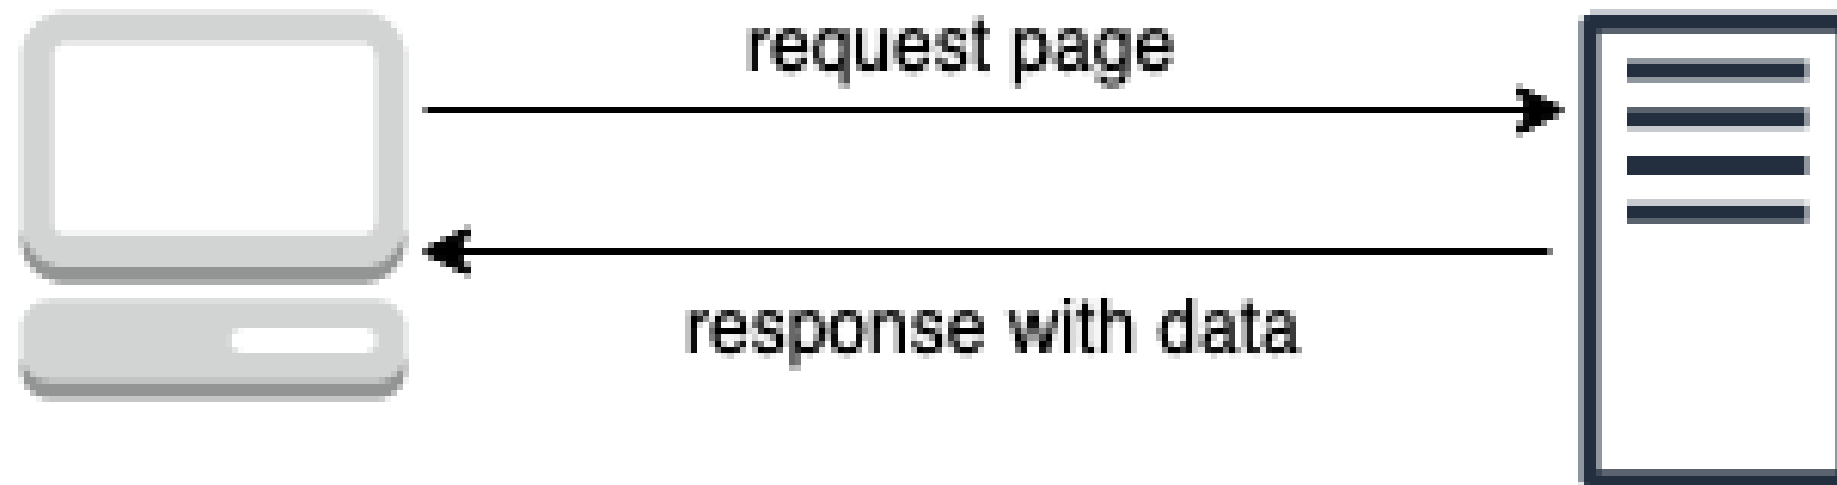 request page
response with data